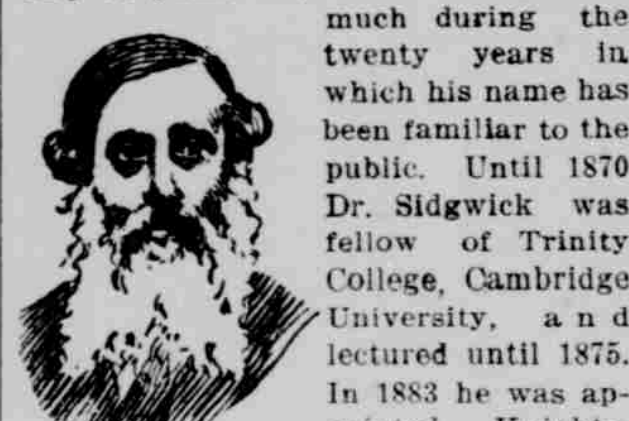 much during the
twenty years in
which his name has
been familiar to the
public. Until 1870
Dr. Sidgwick was
fellow of Trinity
College, Cambridge
University, and
lectured until 1875.
In 1883 he was ap-